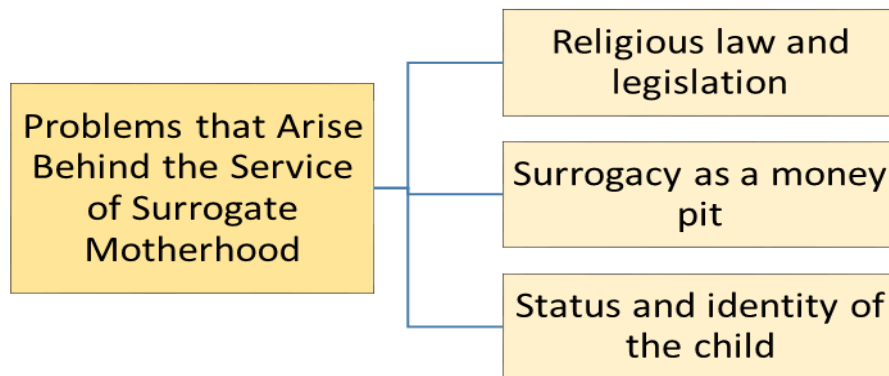 Problems that Arise
Behind the Service
of Surrogate
Motherhood
Religious law and
legislation
Surrogacy as a money
pit
Status and identity of
the child